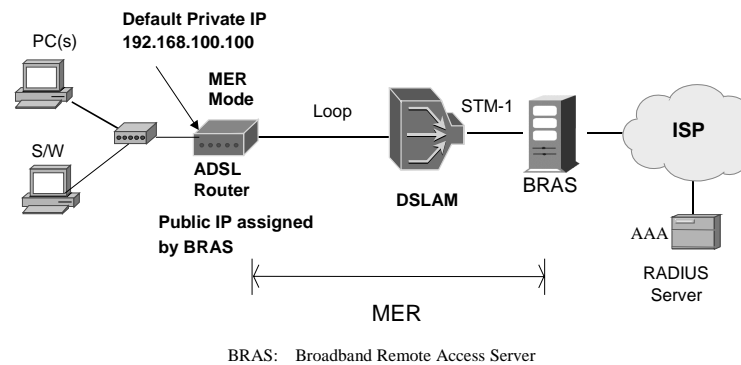 Default Private IP
192.168.100.100
PC(s)
MER
Mode
Loop
STM-1
ISP
S/W
ADSL
Router
DSLAM
BRAS
Public IP assigned
by BRAS
AAA
RADIUS
Server
MER
BRAS: Broadband Remote Access Server